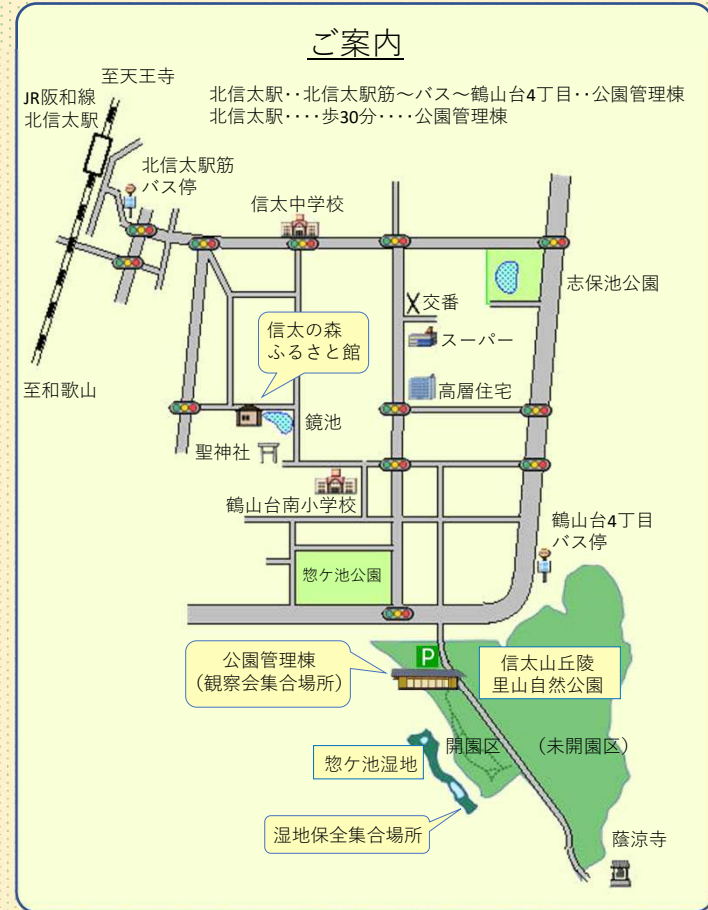 ご案内
至天王寺
JR阪和線
北信太駅
北信太駅‥北信太駅筋～バス～鶴山台4丁目‥公園管理棟
北信太駅‥‥歩30分‥‥公園管理棟
北信太駅筋
バス停
信太中学校
志保池公園
交番
スーパー
信太の森
ふるさと館
高層住宅
至和歌山
鏡池
聖神社
鶴山台南小学校
鶴山台4丁目
バス停
惣ケ池公園
P
公園管理棟
(観察会集合場所)
信太山丘陵
里山自然公園
開園区
(未開園区)
惣ケ池湿地
湿地保全集合場所
蔭涼寺